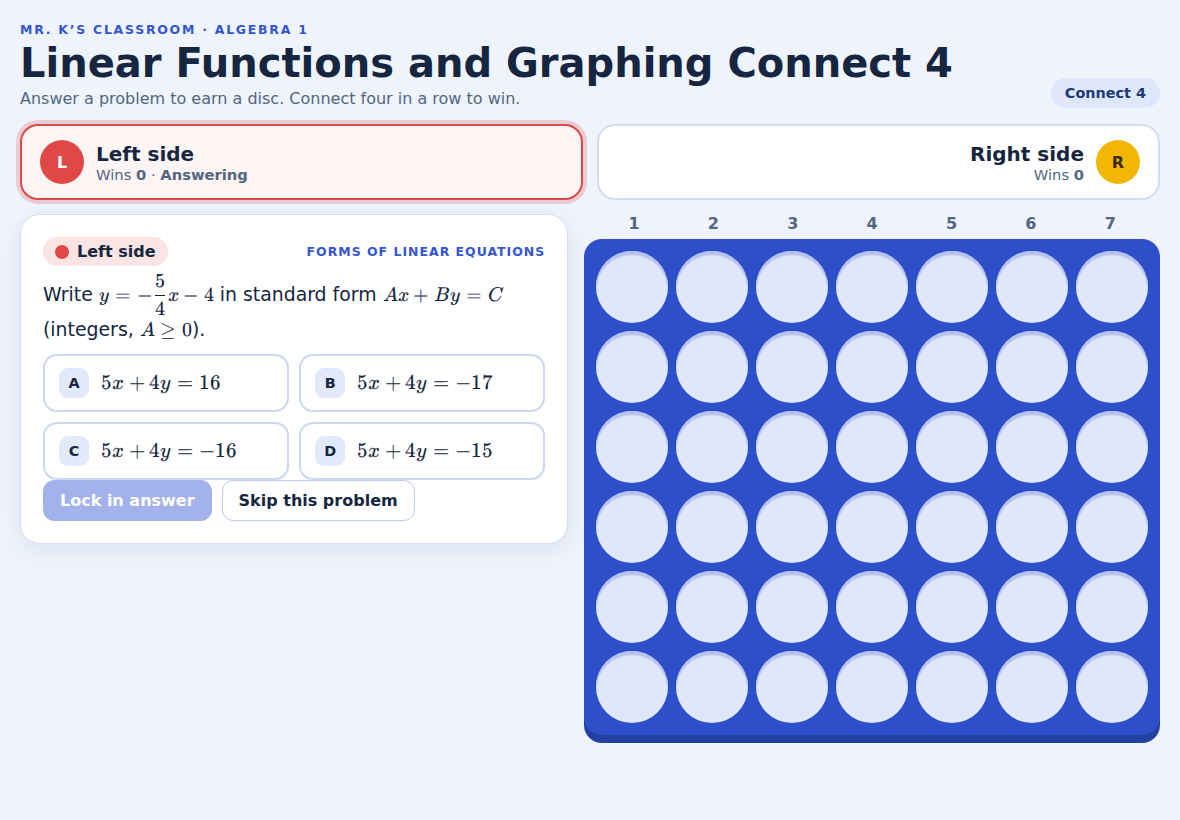 MR. K'S CLASSROOM · ALGEBRA 1
Linear Functions and Graphing Connect 4
Answer a problem to earn a disc. Connect four in a row to win.
Connect 4
L
Left side
Wins 0 · Answering
Right side
Wins 0
R
Left side
FORMS OF LINEAR EQUATIONS
Write y = −5/4x − 4 in standard form Ax + By = C
(integers, A ≥ 0).
A 5x + 4y = 16
B 5x + 4y = −17
C 5x + 4y = −16
D 5x + 4y = −15
Lock in answer
Skip this problem
1 2 3 4 5 6 7